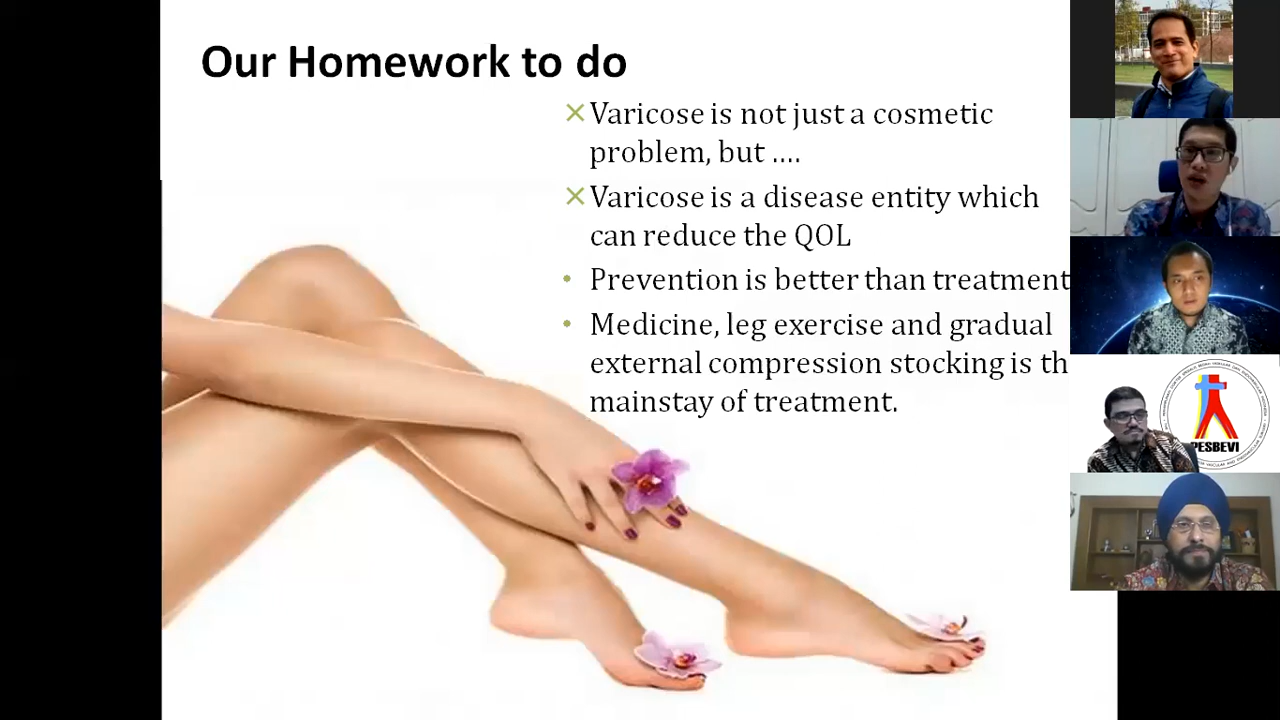 Our Homework to do
Varicose is not just a cosmetic
problem, but ....
Varicose is a disease entity which
can reduce the QOL
Prevention is better than treatment
Medicine, leg exercise and gradual
external compression stocking is th
mainstay of treatment.
PESBEVI